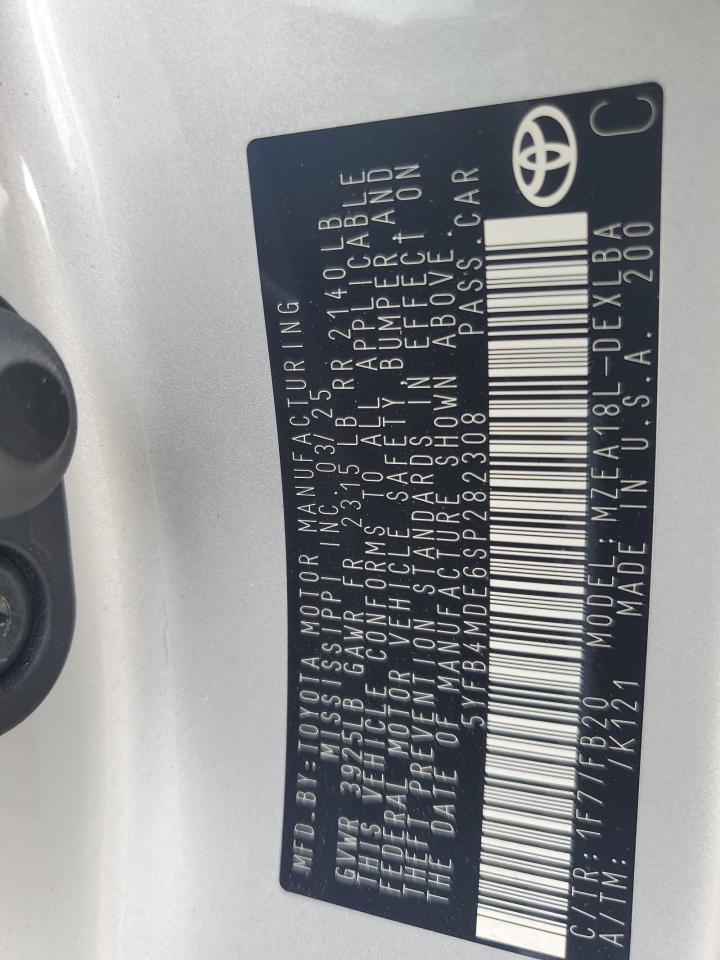 MFD.BY:TOYOTA MOTOR MANUFACTURING
MISSISSIPPI INC. 03/25
GVWR 3925LB GAWR FR 2315 LB RR 2140LB
THIS VEHICLE CONFORMS TO ALL APPLICABLE
FEDERAL MOTOR VEHICLE SAFETY, BUMPER AND
THEFT PREVENTION STANDARDS IN EFFECT ON
THE DATE OF MANUFACTURE SHOWN ABOVE.
5YFB4MDE6SP282308 PASS.CAR
C/TR: 1F7/FB20 MODEL: MZEA18L-DEXLBA
A/TM: /K121 MADE IN U.S.A. 200
C